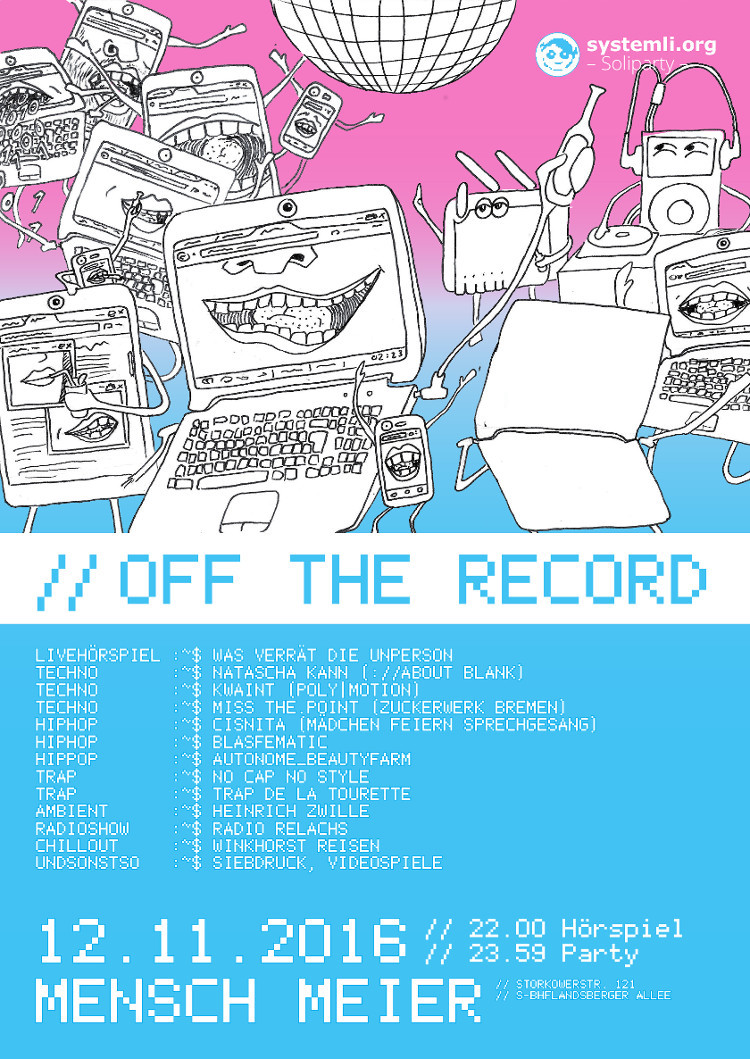 systemli.org
– Soliparty –
02:23
// OFF THE RECORD
LIVEHÖRSPIEL :~$ WAS VERRÄT DIE UNPERSON
TECHNO :~$ NATASCHA KANN (://ABOUT BLANK)
TECHNO :~$ KWAINT (POLY|MOTION)
TECHNO :~$ MISS THE.POINT (ZUCKERWERK BREMEN)
HIPHOP :~$ CISNITA (MÄDCHEN FEIERN SPRECHGESANG)
HIPHOP :~$ BLASFEMATIC
HIPPOP :~$ AUTONOME_BEAUTYFARM
TRAP :~$ NO CAP NO STYLE
TRAP :~$ TRAP DE LA TOURETTE
AMBIENT :~$ HEINRICH ZWILLE
RADIOSHOW :~$ RADIO RELACHS
CHILLOUT :~$ WINKHORST REISEN
UNDSONSTSO :~$ SIEBDRUCK, VIDEOSPIELE
12.11.2016 // 22.00 Hörspiel
// 23.59 Party
MENSCH MEIER // STORKOWERSTR. 121
// S-BHFLANDSBERGER ALLEE